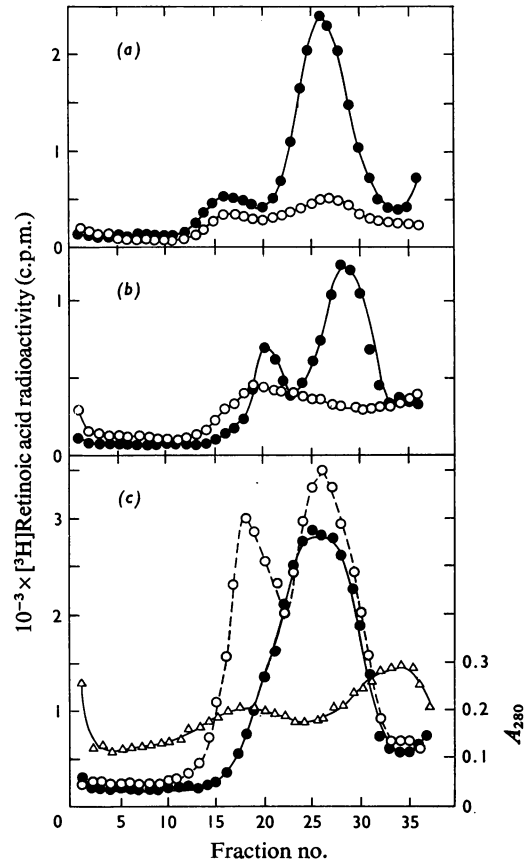 (a)
2
1
0
(b)
1
0
(c)
3
2
1
0
0.3
0.2
0.1
0
5 10 15 20 25 30 35
Fraction no.
10⁻³ × [³H]Retinoic acid radioactivity (c.p.m.)
A₂₈₀